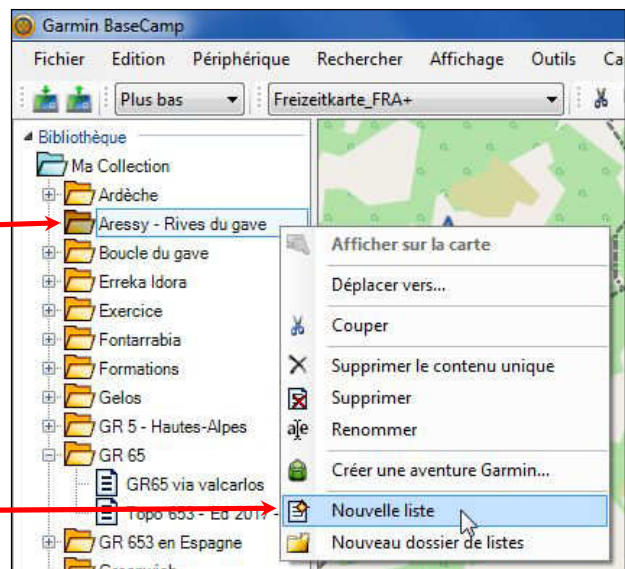 Garmin BaseCamp
Fichier Edition Périphérique Rechercher Affichage Outils Ca
Plus bas Freizeitkarte_FRA+
Bibliothèque
Ma Collection
Ardèche
Aressy - Rives du gave
Boucle du gave
Erreka Idora
Exercice
Fontarrabia
Formations
Gelos
GR 5 - Hautes-Alpes
GR 65
GR65 via valcarlos
Topo 653 - Ed 2017 -
GR 653 en Espagne
Afficher sur la carte
Déplacer vers...
Couper
Supprimer le contenu unique
Supprimer
Renommer
Créer une aventure Garmin...
Nouvelle liste
Nouveau dossier de listes